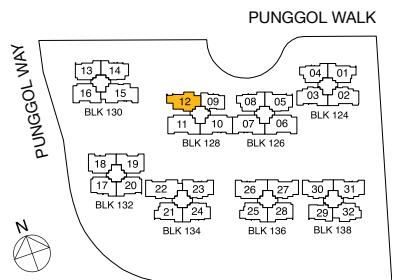 PUNGGOL WALK
PUNGGOL WAY
13 14
16 15
BLK 130
04 01
03 02
BLK 124
12 09
11 10
BLK 128
08 05
07 06
BLK 126
18 19
17 20
BLK 132
22 23
21 24
BLK 134
26 27
25 28
BLK 136
30 31
29 32
BLK 138
N